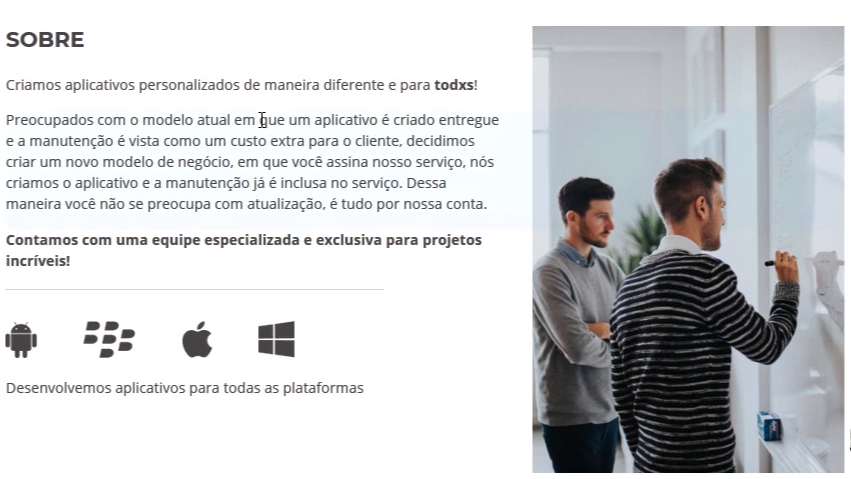 SOBRE
Criamos aplicativos personalizados de maneira diferente e para todxs!
Preocupados com o modelo atual em que um aplicativo é criado entregue
e a manutenção é vista como um custo extra para o cliente, decidimos
criar um novo modelo de negócio, em que você assina nosso serviço, nós
criamos o aplicativo e a manutenção já é inclusa no serviço. Dessa
maneira você não se preocupa com atualização, é tudo por nossa conta.
Contamos com uma equipe especializada e exclusiva para projetos
incríveis!
Desenvolvemos aplicativos para todas as plataformas